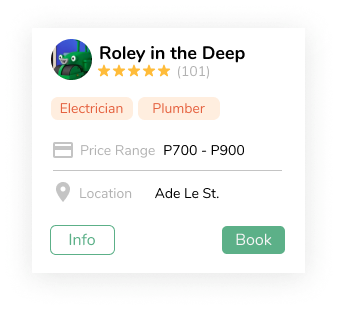 Roley in the Deep
(101)
Electrician Plumber
Price Range P700 - P900
Location Ade Le St.
Info Book